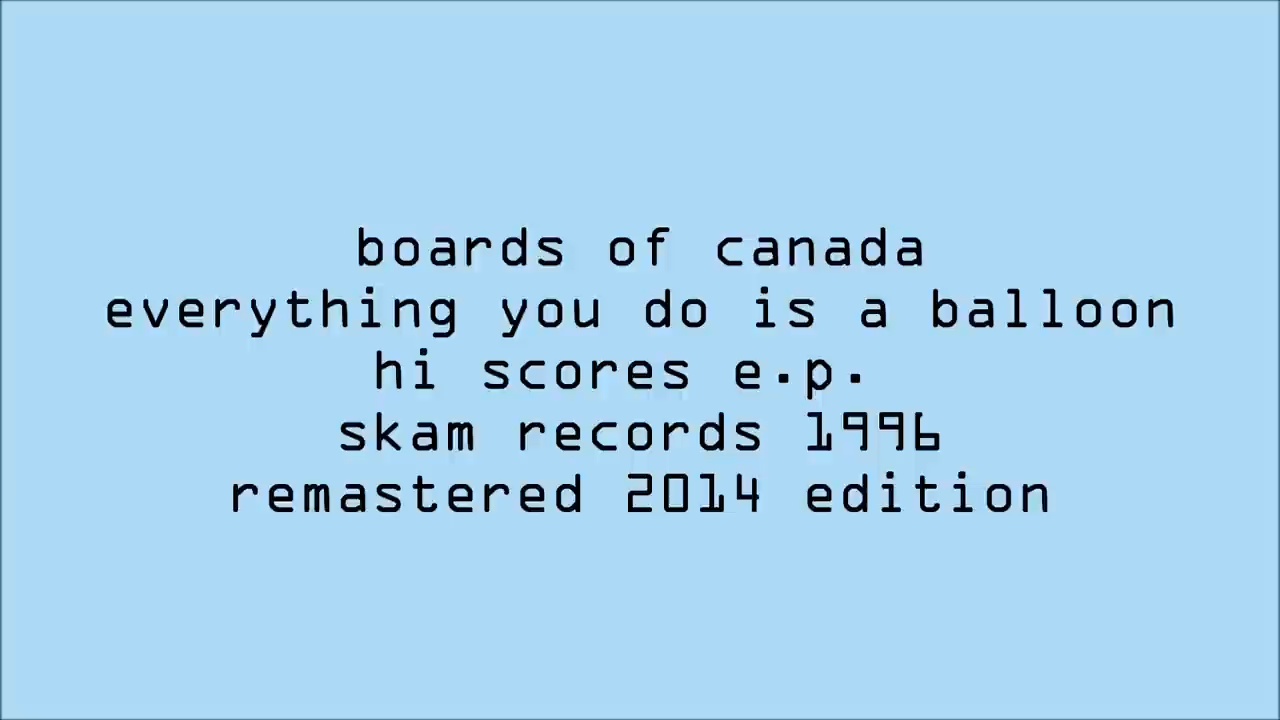 boards of canada
everything you do is a balloon
hi scores e.p.
skam records 1996
remastered 2014 edition